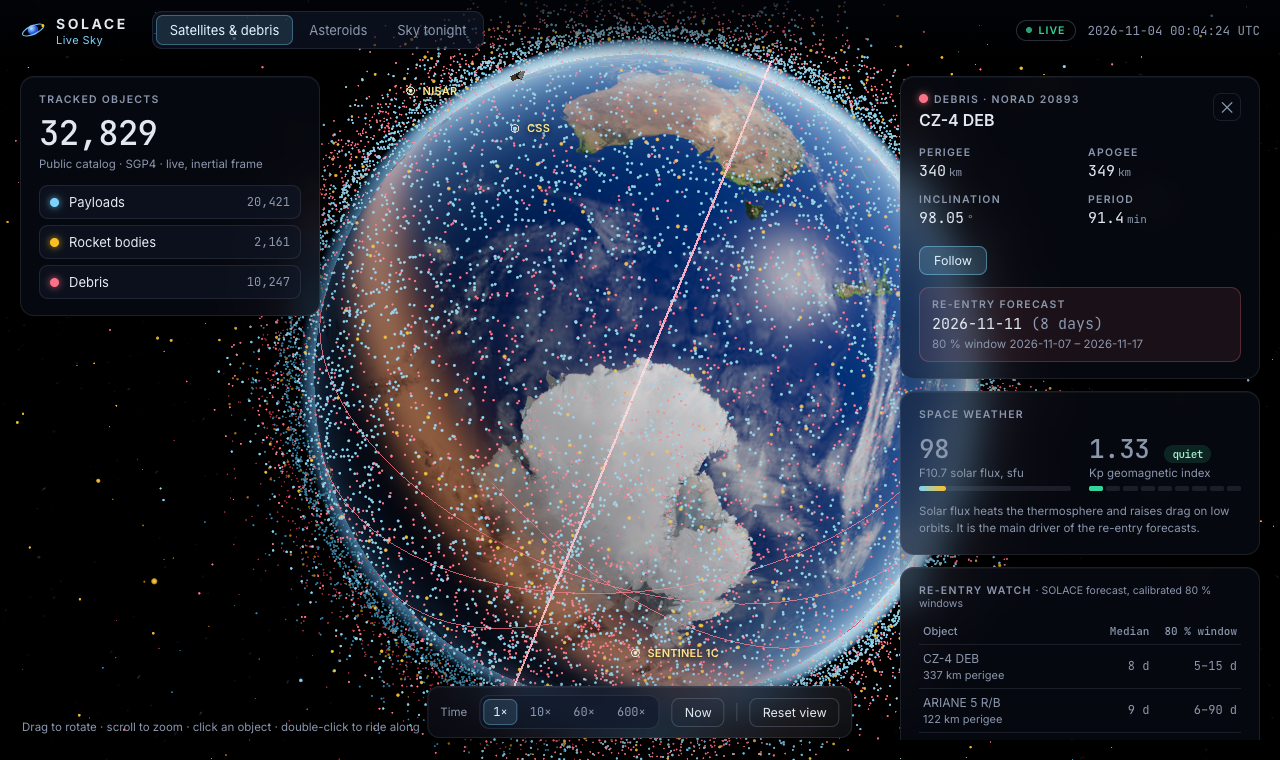 SOLACE
Live Sky
Satellites & debris
Asteroids
Sky tonight
LIVE
2026-11-04 00:04:24 UTC
TRACKED OBJECTS
32,829
Public catalog · SGP4 · live, inertial frame
Payloads 20,421
Rocket bodies 2,161
Debris 10,247
NISAR
CSS
SENTINEL 1C
DEBRIS · NORAD 20893
CZ-4 DEB
PERIGEE APOGEE
340 km 349 km
INCLINATION PERIOD
98.05 ° 91.4 min
Follow
RE-ENTRY FORECAST
2026-11-11 (8 days)
80 % window 2026-11-07 – 2026-11-17
SPACE WEATHER
98 1.33 quiet
F10.7 solar flux, sfu Kp geomagnetic index
Solar flux heats the thermosphere and raises drag on low
orbits. It is the main driver of the re-entry forecasts.
RE-ENTRY WATCH · SOLACE forecast, calibrated 80 %
windows
Object Median 80 % window
CZ-4 DEB 8 d 5–15 d
337 km perigee
ARIANE 5 R/B 9 d 6–90 d
122 km perigee
Drag to rotate · scroll to zoom · click an object · double-click to ride along
Time 1× 10× 60× 600× Now Reset view